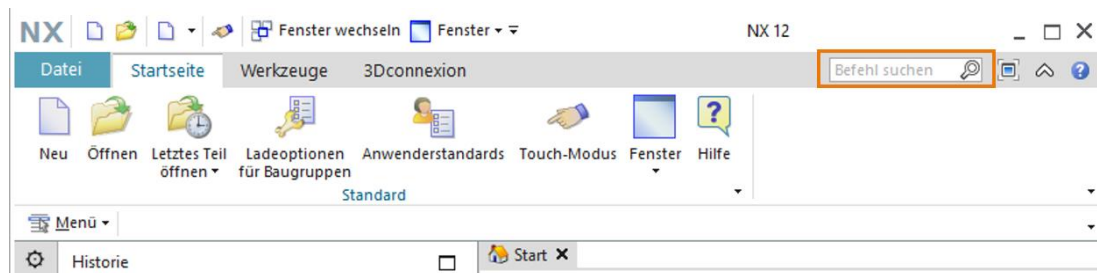 NX Fenster wechseln Fenster NX 12
Datei Startseite Werkzeuge 3Dconnexion Befehl suchen
Neu Öffnen Letztes Teil öffnen Ladeoptionen für Baugruppen Anwenderstandards Touch-Modus Fenster Hilfe
Standard
Menü
Historie Start